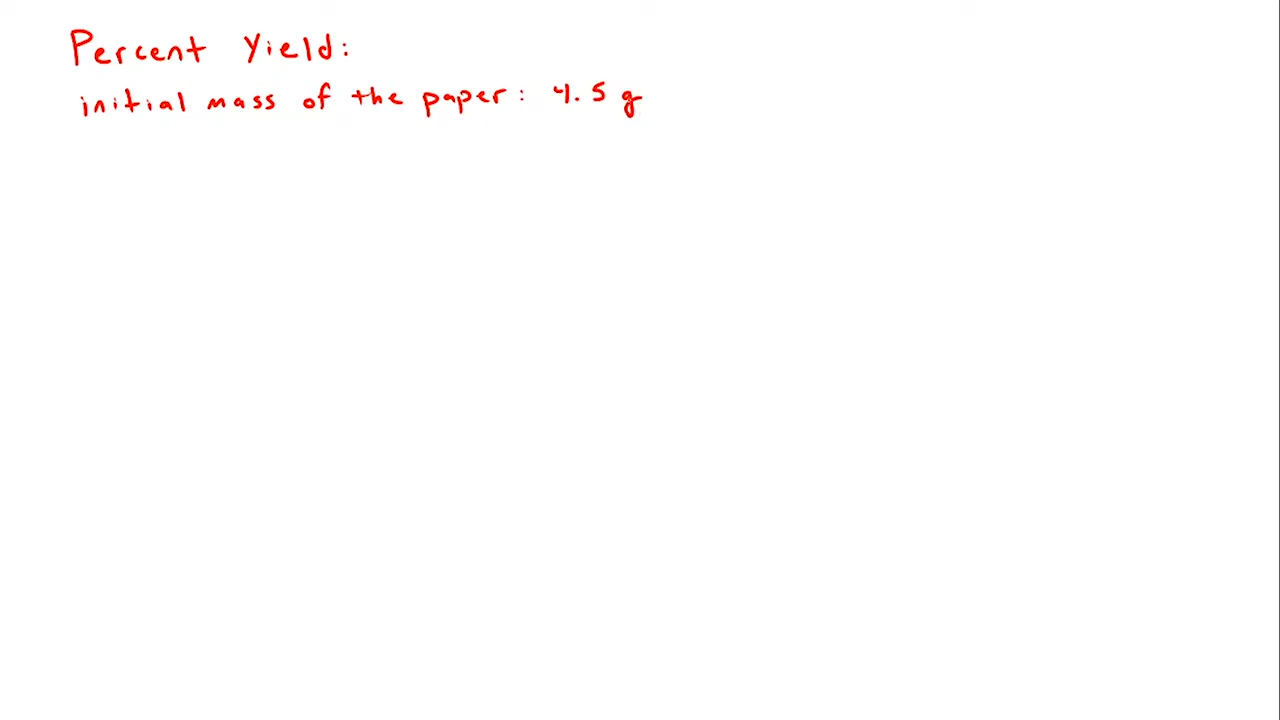 Percent Yield:
initial mass of the paper: 4.5 g